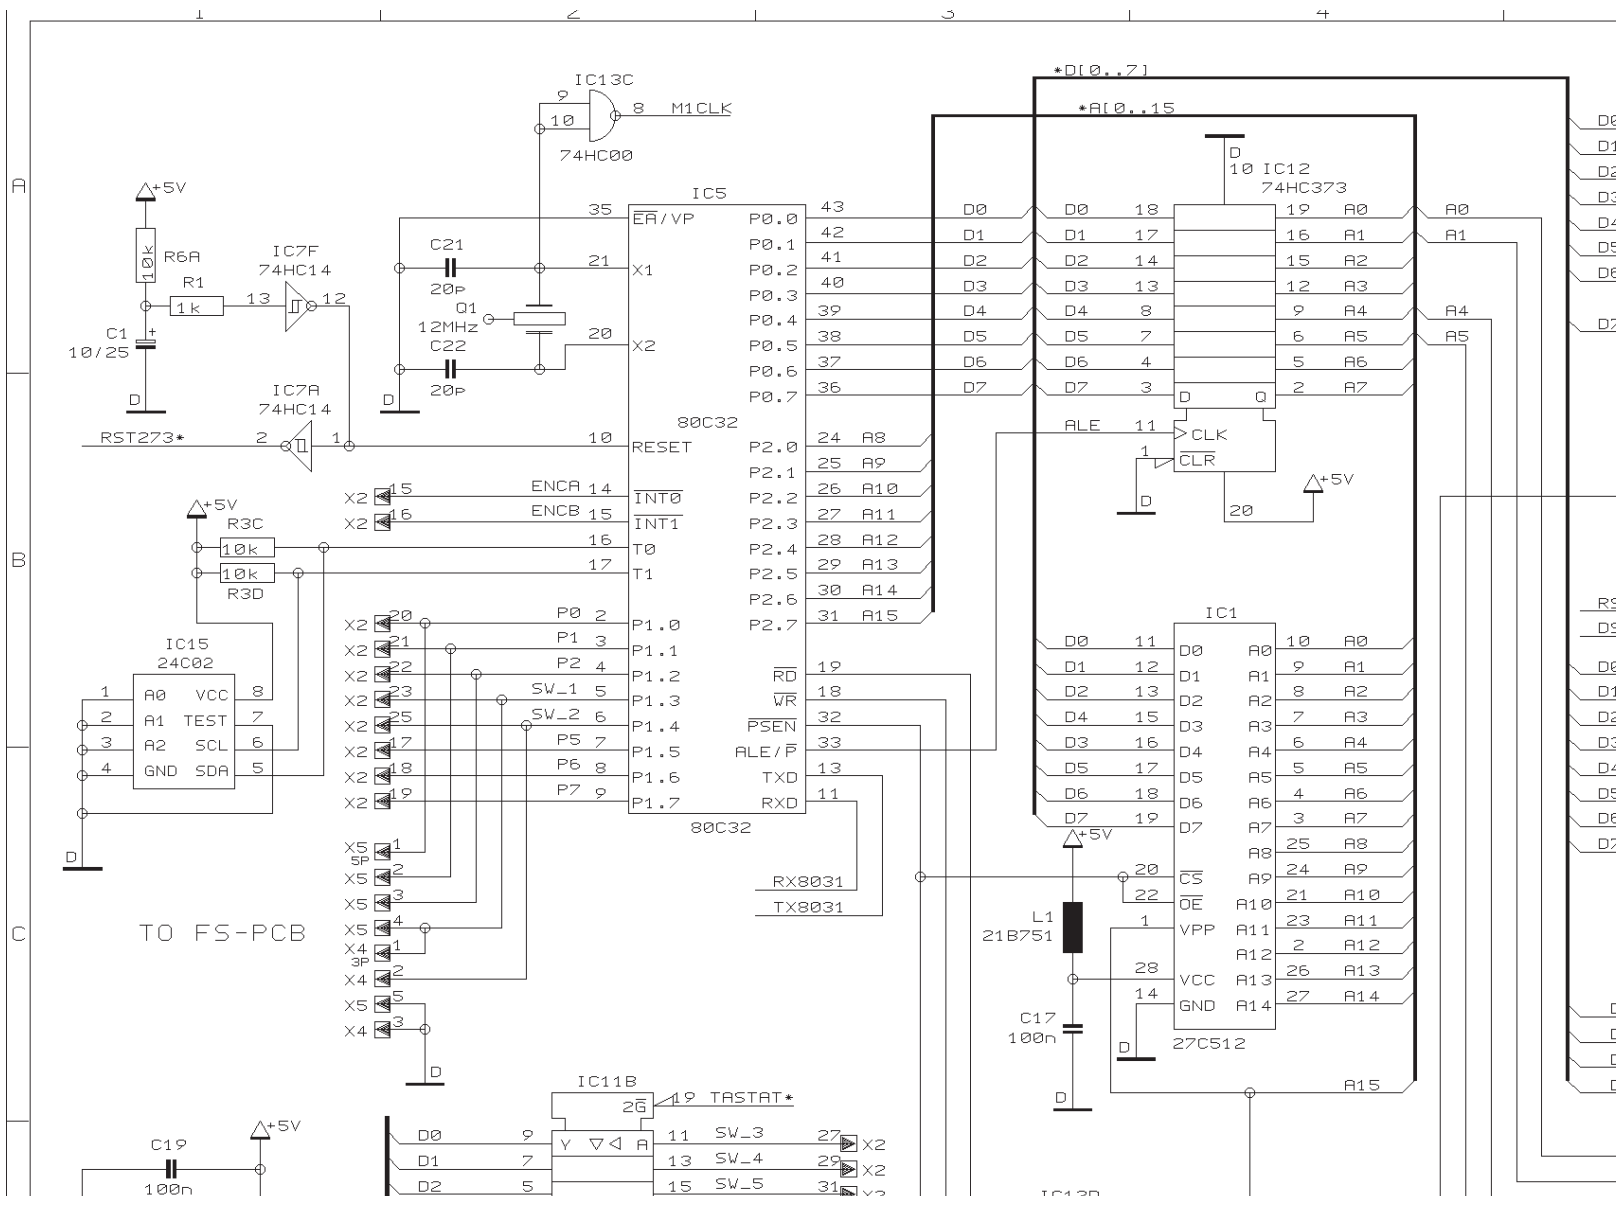 1 2 3 4
*D[0..7]
IC13C
9 8 M1CLK *A[0..15]
10
74HC00
D
10 IC12
74HC373
A
+5V
IC5
35 EA/VP P0.0 43 D0 D0 18 19 A0 A0
P0.1 42 D1 D1 17 16 A1 A1
21 X1 P0.2 41 D2 D2 14 15 A2
P0.3 40 D3 D3 13 12 A3
P0.4 39 D4 D4 8 9 A4 A4
20 X2 P0.5 38 D5 D5 7 6 A5 A5
P0.6 37 D6 D6 4 5 A6
P0.7 36 D7 D7 3 2 A7
D Q
10k R6A
IC7F
74HC14
R1
1k 13 12
C1 +
10/25
D
C21
20p
Q1
12MHz
C22
20p
D
IC7A
74HC14
RST273* 2 1 10 RESET
80C32
P2.0 24 A8
P2.1 25 A9
P2.2 26 A10
P2.3 27 A11
P2.4 28 A12
P2.5 29 A13
P2.6 30 A14
P2.7 31 A15
ALE 11 CLK
1 CLR
D
20 +5V
X2 15 ENCA 14 INT0
X2 16 ENCB 15 INT1
B
+5V
R3C
10k 16 T0
10k 17 T1
R3D
X2 20 P0 2 P1.0
X2 21 P1 3 P1.1
X2 22 P2 4 P1.2
X2 23 SW_1 5 P1.3
X2 25 SW_2 6 P1.4
X2 17 P5 7 P1.5
X2 18 P6 8 P1.6
X2 19 P7 9 P1.7
RD 19
WR 18
PSEN 32
ALE/P 33
TXD 13
RXD 11
80C32
IC15
24C02
1 A0 VCC 8
2 A1 TEST 7
3 A2 SCL 6
4 GND SDA 5
D
IC1
D0 11 D0 A0 10 A0
D1 12 D1 A1 9 A1
D2 13 D2 A2 8 A2
D4 15 D3 A3 7 A3
D3 16 D4 A4 6 A4
D5 17 D5 A5 5 A5
D6 18 D6 A6 4 A6
D7 19 D7 A7 3 A7
A8 25 A8
20 CS A9 24 A9
22 OE A10 21 A10
1 VPP A11 23 A11
A12 2 A12
28 VCC A13 26 A13
14 GND A14 27 A14
27C512
D
A15
+5V
L1
21B751
C17
100n
D
X5 1
5P
X5 2
X5 3
X5 4
X4 1
3P
X4 2
X5 5
X4 3
D
RX8031
TX8031
C
TO FS-PCB
IC11B
2G 19 TASTAT*
D0 9 Y A 11 SW_3 27 X2
D1 7 13 SW_4 29 X2
D2 5 15 SW_5 31
C19
100n
+5V
D0
D1
D2
D3
D4
D5
D6
D7
D0
D1
D2
D3
D4
D5
D6
D7